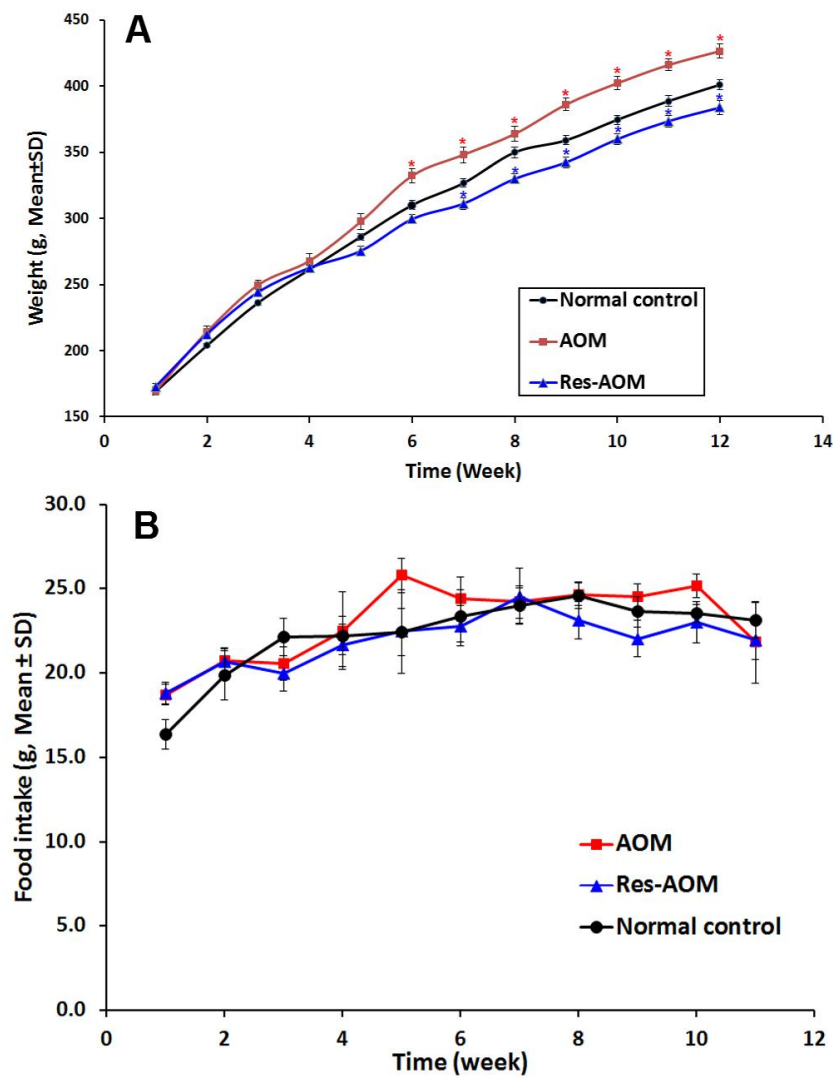 A
450
400
350
300
250
200
150
Weight (g, Mean±SD)
* * * * * * *
* * * * * *
Normal control
AOM
Res-AOM
0 2 4 6 8 10 12 14
Time (Week)
B
30.0
25.0
20.0
15.0
10.0
5.0
0.0
Food intake (g, Mean ± SD)
AOM
Res-AOM
Normal control
0 2 4 6 8 10 12
Time (week)